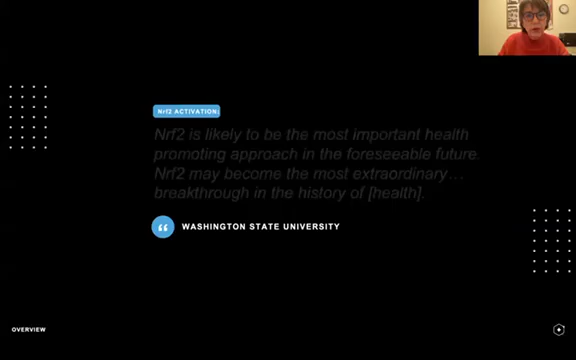 Nrf2 ACTIVATION:
Nrf2 is likely to be the most important health
promoting approach in the foreseeable future.
Nrf2 may become the most extraordinary…
breakthrough in the history of [health].
WASHINGTON STATE UNIVERSITY
OVERVIEW